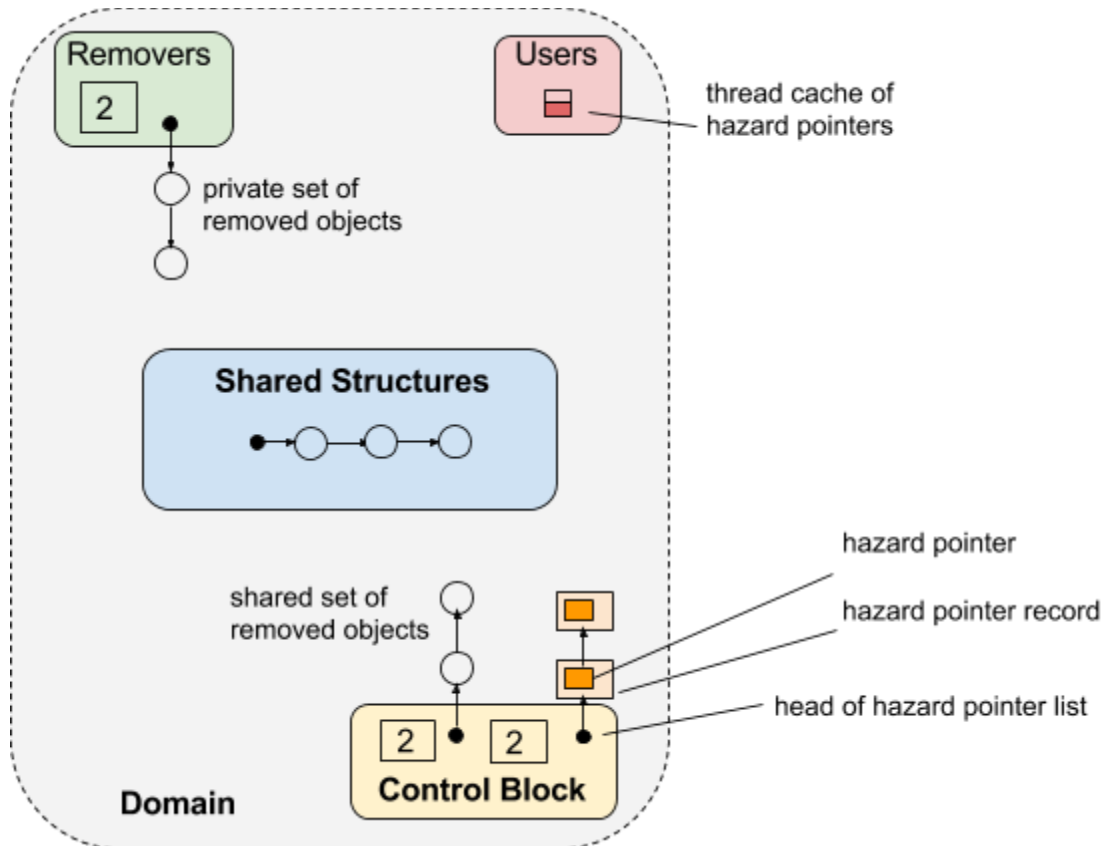 Removers
2
Users
thread cache of
hazard pointers
private set of
removed objects
Shared Structures
hazard pointer
shared set of
removed objects
hazard pointer record
head of hazard pointer list
2
2
Control Block
Domain